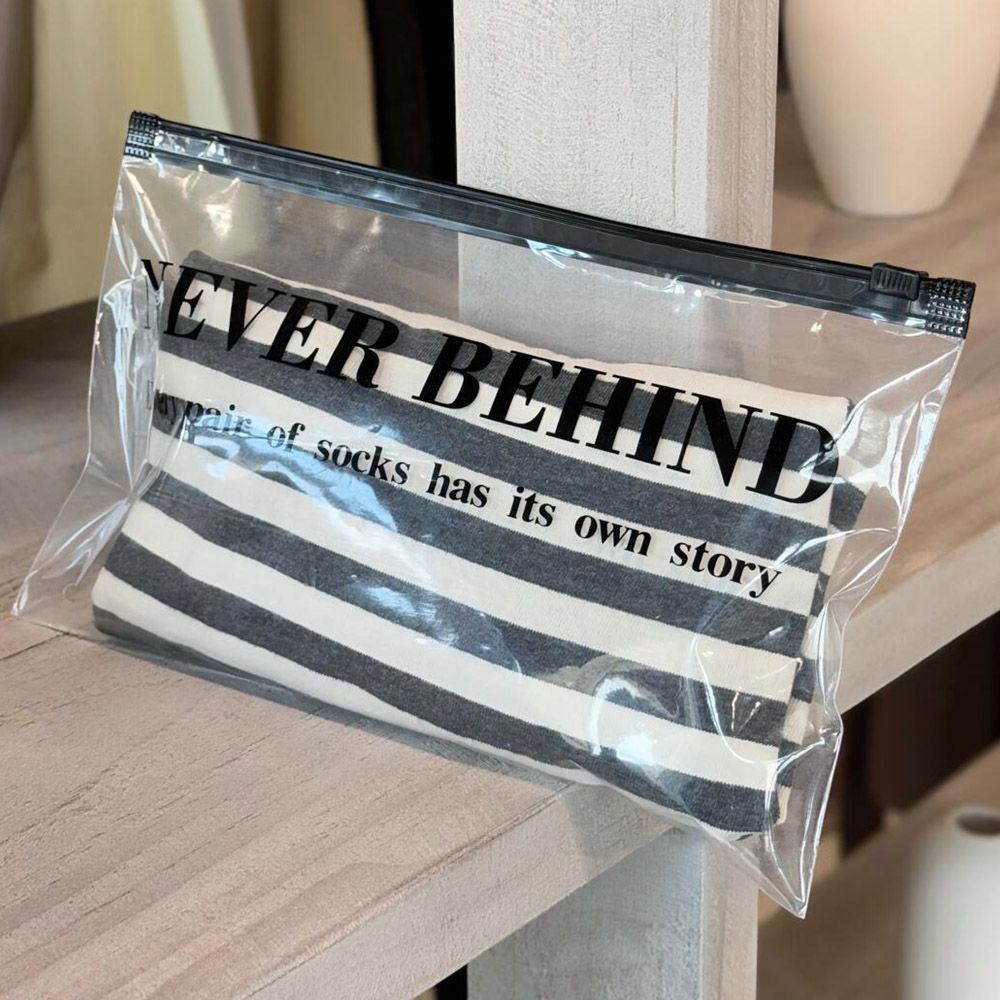 NEVER BEHIND
pair of socks has its own story